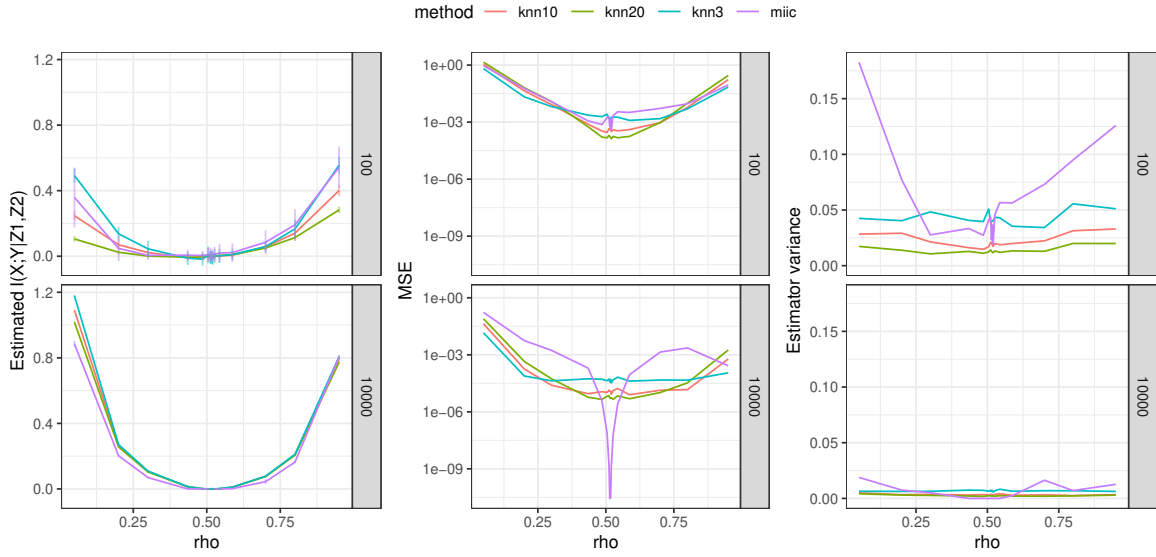 method knn10 knn20 knn3 miic
Estimated I(X;Y|Z1,Z2)
1.2
0.8
0.4
0.0
100
1.2
0.8
0.4
0.0
10000
0.25 0.50 0.75
rho
MSE
1e+00
1e−03
1e−06
1e−09
100
1e+00
1e−03
1e−06
1e−09
10000
0.25 0.50 0.75
rho
Estimator variance
0.15
0.10
0.05
0.00
100
0.15
0.10
0.05
0.00
10000
0.25 0.50 0.75
rho